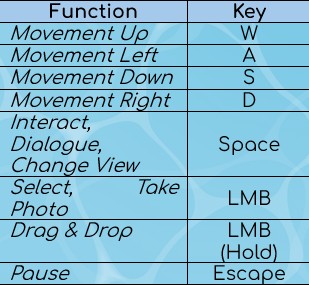 Function Key
Movement Up W
Movement Left A
Movement Down S
Movement Right D
Interact,
Dialogue,
Change View
Space
Select, Take
Photo
LMB
Drag & Drop
LMB
(Hold)
Pause Escape